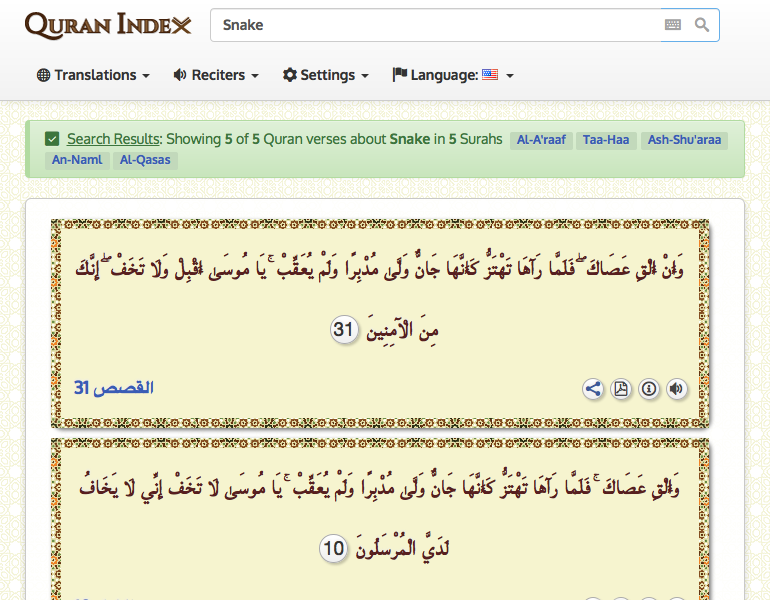 QURAN INDEX
Snake
Translations
Reciters
Settings
Language:
Search Results: Showing 5 of 5 Quran verses about Snake in 5 Surahs Al-A'raaf Taa-Haa Ash-Shu'araa
An-Naml Al-Qasas
وَأَنْ أَلْقِ عَصَاكَ ۖ فَلَمَّا رَآهَا تَهْتَزُّ كَأَنَّهَا جَانٌّ وَلَّىٰ مُدْبِرًا وَلَمْ يُعَقِّبْ ۚ يَا مُوسَىٰ أَقْبِلْ وَلَا تَخَفْ ۖ إِنَّكَ
مِنَ الْآمِنِينَ 31
القصص 31
وَأَلْقِ عَصَاكَ ۚ فَلَمَّا رَآهَا تَهْتَزُّ كَأَنَّهَا جَانٌّ وَلَّىٰ مُدْبِرًا وَلَمْ يُعَقِّبْ ۚ يَا مُوسَىٰ لَا تَخَفْ إِنِّي لَا يَخَافُ
لَدَيَّ الْمُرْسَلُونَ 10